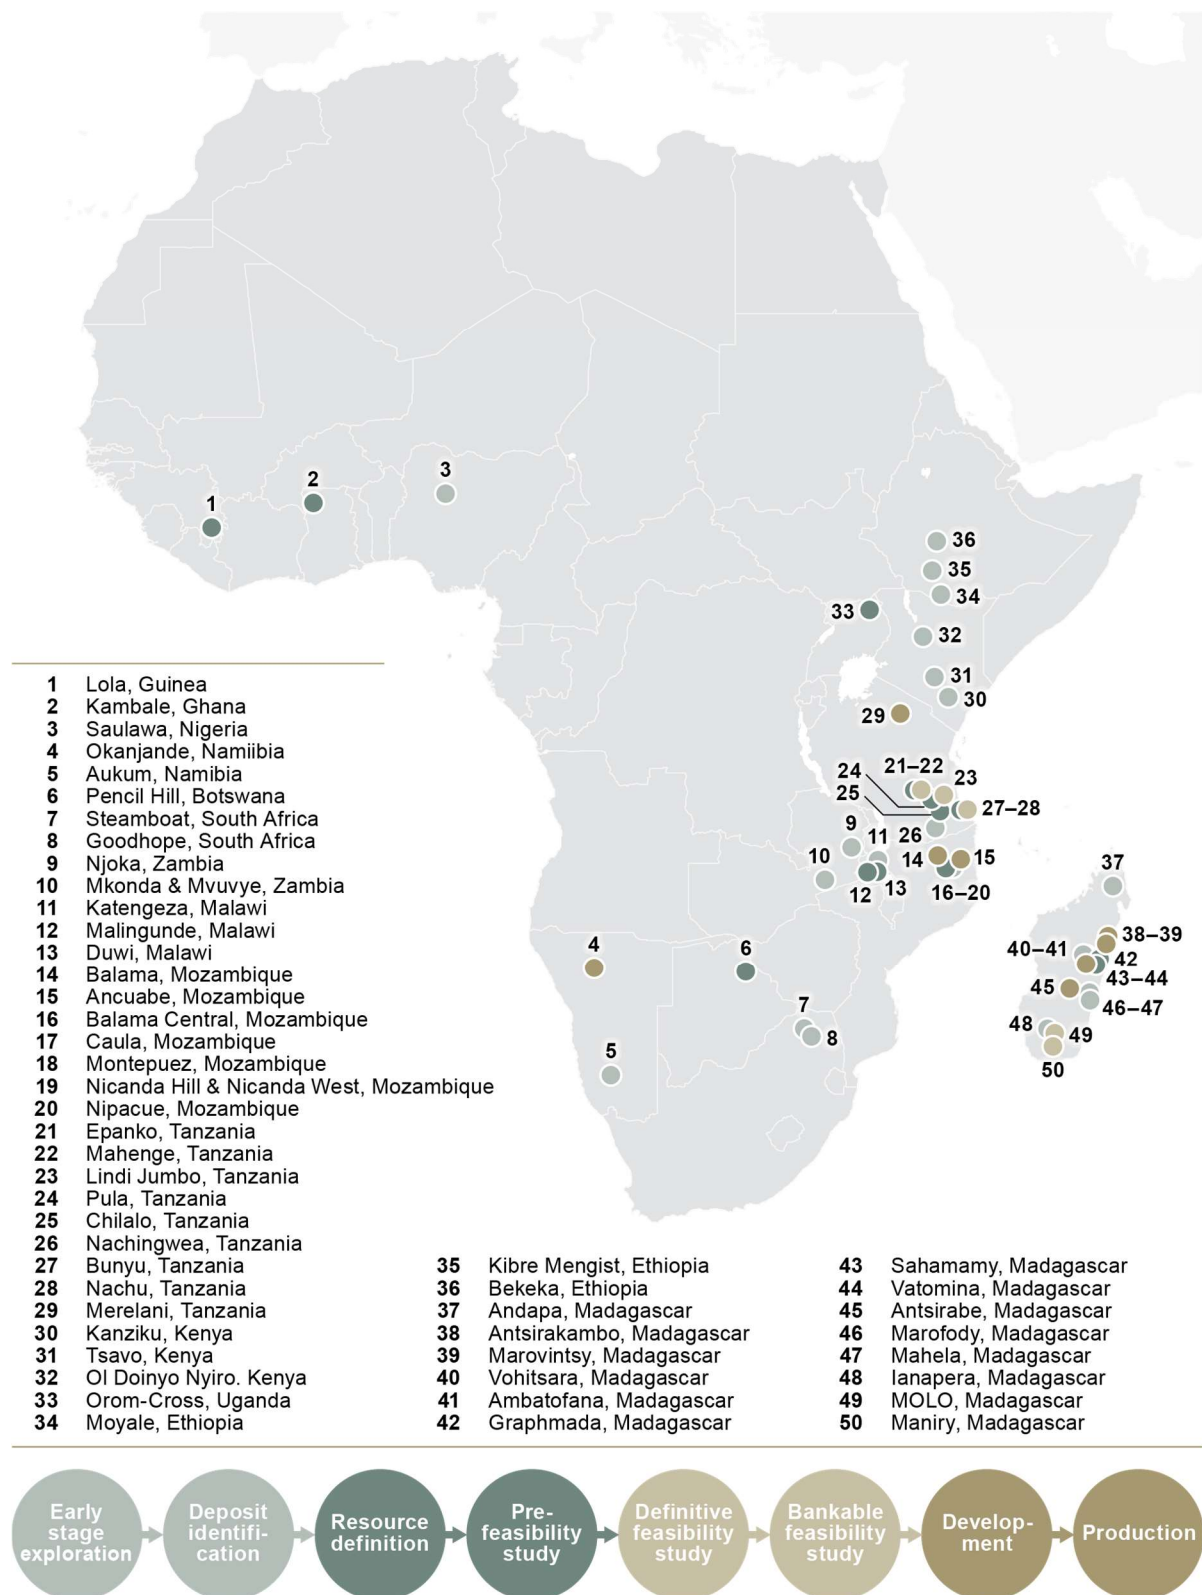 1
2
3
36
35
34
33
32
31
30
29
24
21–22
23
25
27–28
9
11
26
10
14
15
12
13
16–20
37
38–39
40–41
42
43–44
45
46–47
48
49
50
4
6
7
8
5
1 Lola, Guinea
2 Kambale, Ghana
3 Saulawa, Nigeria
4 Okanjande, Namiibia
5 Aukum, Namibia
6 Pencil Hill, Botswana
7 Steamboat, South Africa
8 Goodhope, South Africa
9 Njoka, Zambia
10 Mkonda & Mvuvye, Zambia
11 Katengeza, Malawi
12 Malingunde, Malawi
13 Duwi, Malawi
14 Balama, Mozambique
15 Ancuabe, Mozambique
16 Balama Central, Mozambique
17 Caula, Mozambique
18 Montepuez, Mozambique
19 Nicanda Hill & Nicanda West, Mozambique
20 Nipacue, Mozambique
21 Epanko, Tanzania
22 Mahenge, Tanzania
23 Lindi Jumbo, Tanzania
24 Pula, Tanzania
25 Chilalo, Tanzania
26 Nachingwea, Tanzania
27 Bunyu, Tanzania
28 Nachu, Tanzania
29 Merelani, Tanzania
30 Kanziku, Kenya
31 Tsavo, Kenya
32 Ol Doinyo Nyiro. Kenya
33 Orom-Cross, Uganda
34 Moyale, Ethiopia
35 Kibre Mengist, Ethiopia
36 Bekeka, Ethiopia
37 Andapa, Madagascar
38 Antsirakambo, Madagascar
39 Marovintsy, Madagascar
40 Vohitsara, Madagascar
41 Ambatofana, Madagascar
42 Graphmada, Madagascar
43 Sahamamy, Madagascar
44 Vatomina, Madagascar
45 Antsirabe, Madagascar
46 Marofody, Madagascar
47 Mahela, Madagascar
48 Ianapera, Madagascar
49 MOLO, Madagascar
50 Maniry, Madagascar
Early
stage
exploration
Deposit
identifi-
cation
Resource
definition
Pre-
feasibility
study
Definitive
feasibility
study
Bankable
feasibility
study
Develop-
ment
Production